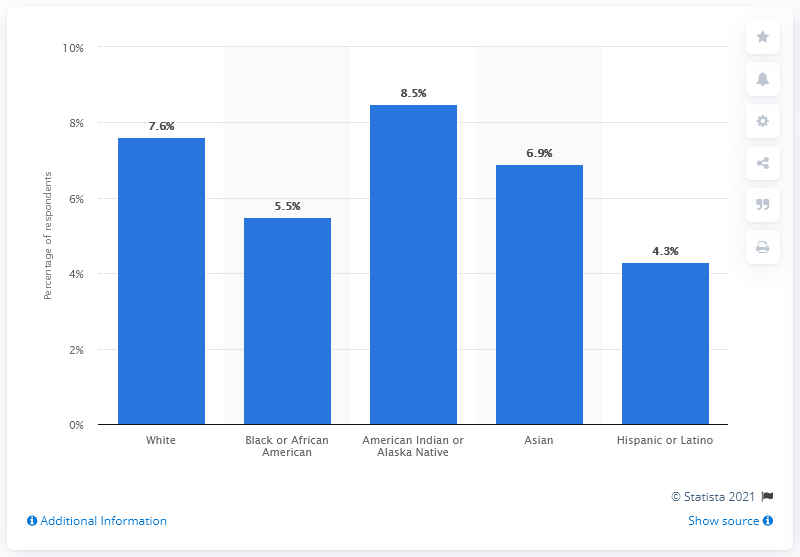 10%
8%
6%
4%
2%
0%
Percentage of respondents
7.6%
5.5%
8.5%
6.9%
4.3%
White
Black or African
American
American Indian or
Alaska Native
Asian
Hispanic or Latino
© Statista 2021
Additional Information
Show source